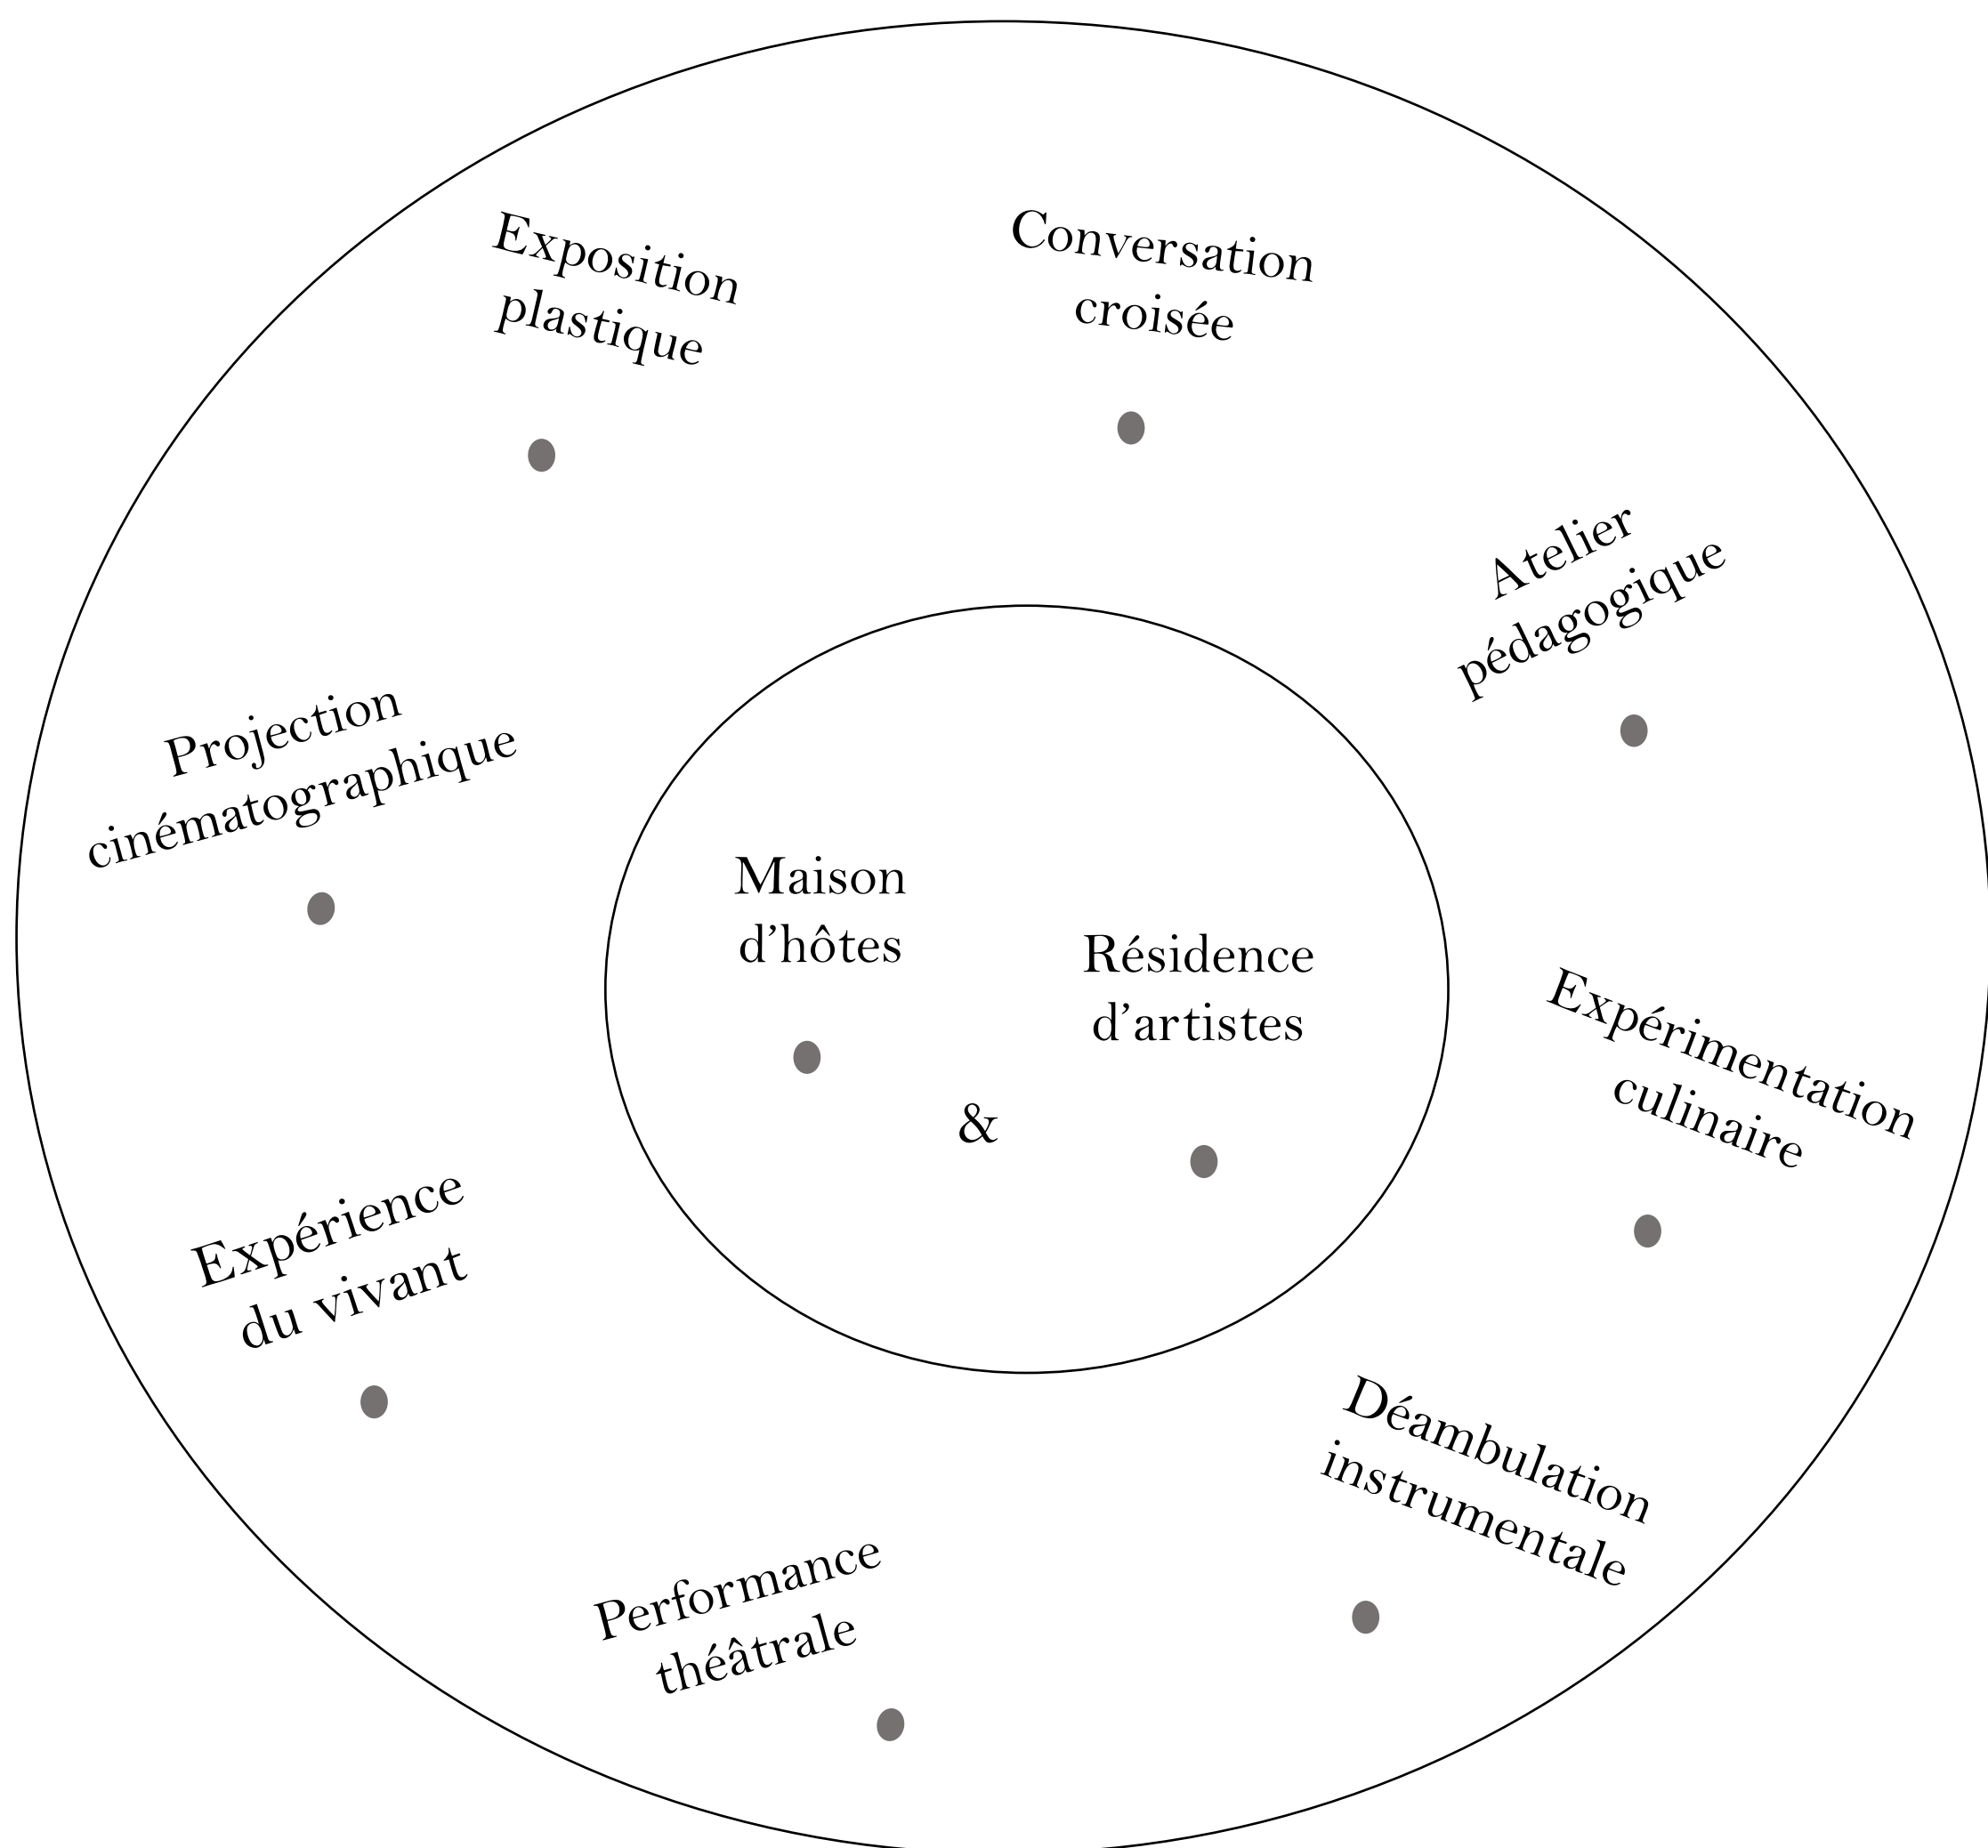 Exposition
plastique
Conversation
croisée
Atelier
pédagogique
Projection
cinématographique
Maison
d’hôtes
Résidence
d’artistes
&
Expérimentation
culinaire
Expérience
du vivant
Déambulation
instrumentale
Performance
théâtrale